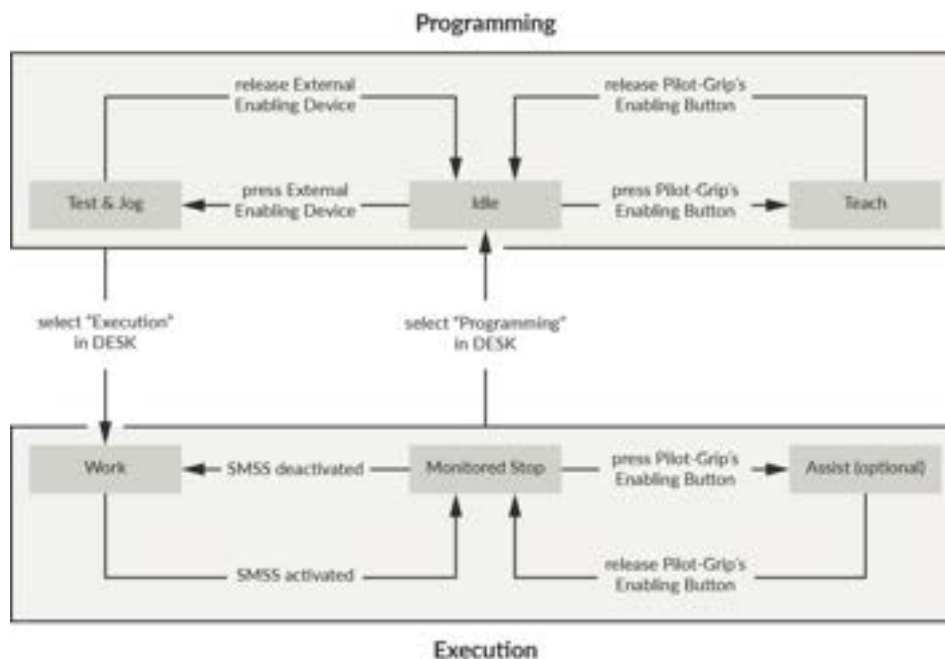 Programming
release External
Enabling Device
release Pilot-Grip's
Enabling Button
Test & Jog
press External
Enabling Device
Idle
press Pilot-Grip's
Enabling Button
Teach
select "Execution"
in DESK
select "Programming"
in DESK
Work
SMSS deactivated
Monitored Stop
press Pilot-Grip's
Enabling Button
Assist (optional)
SMSS activated
release Pilot-Grip's
Enabling Button
Execution